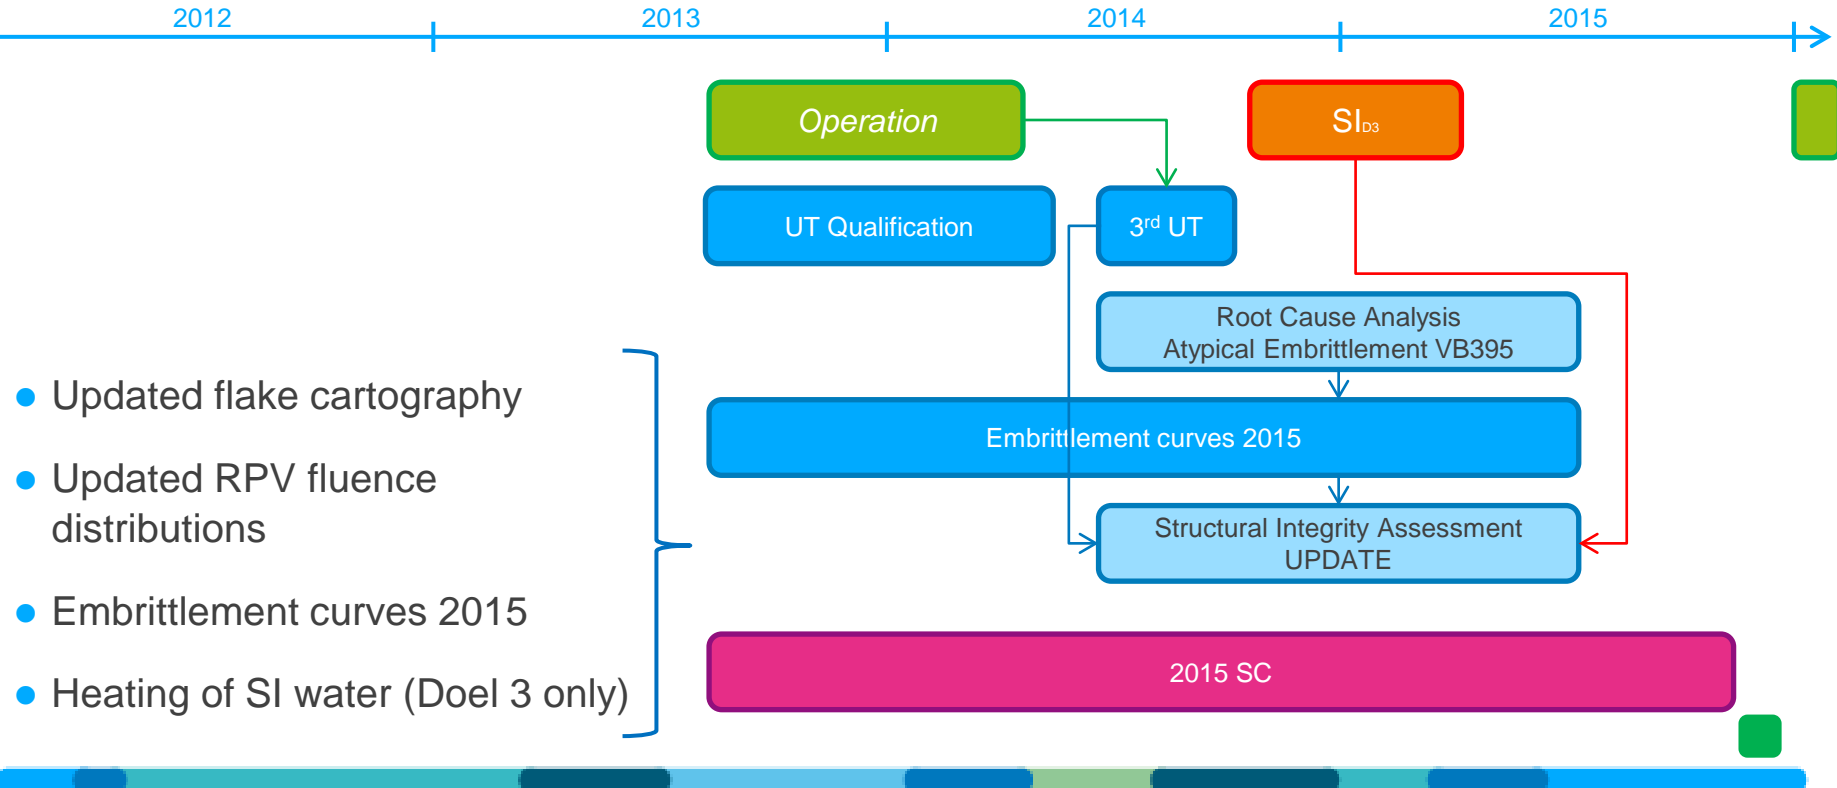 2012
2013
2014
2015
Operation
SI D3
UT Qualification
3rd UT
Root Cause Analysis
Atypical Embrittlement VB395
Embrittlement curves 2015
Structural Integrity Assessment
UPDATE
2015 SC
Updated flake cartography
Updated RPV fluence
distributions
Embrittlement curves 2015
Heating of SI water (Doel 3 only)